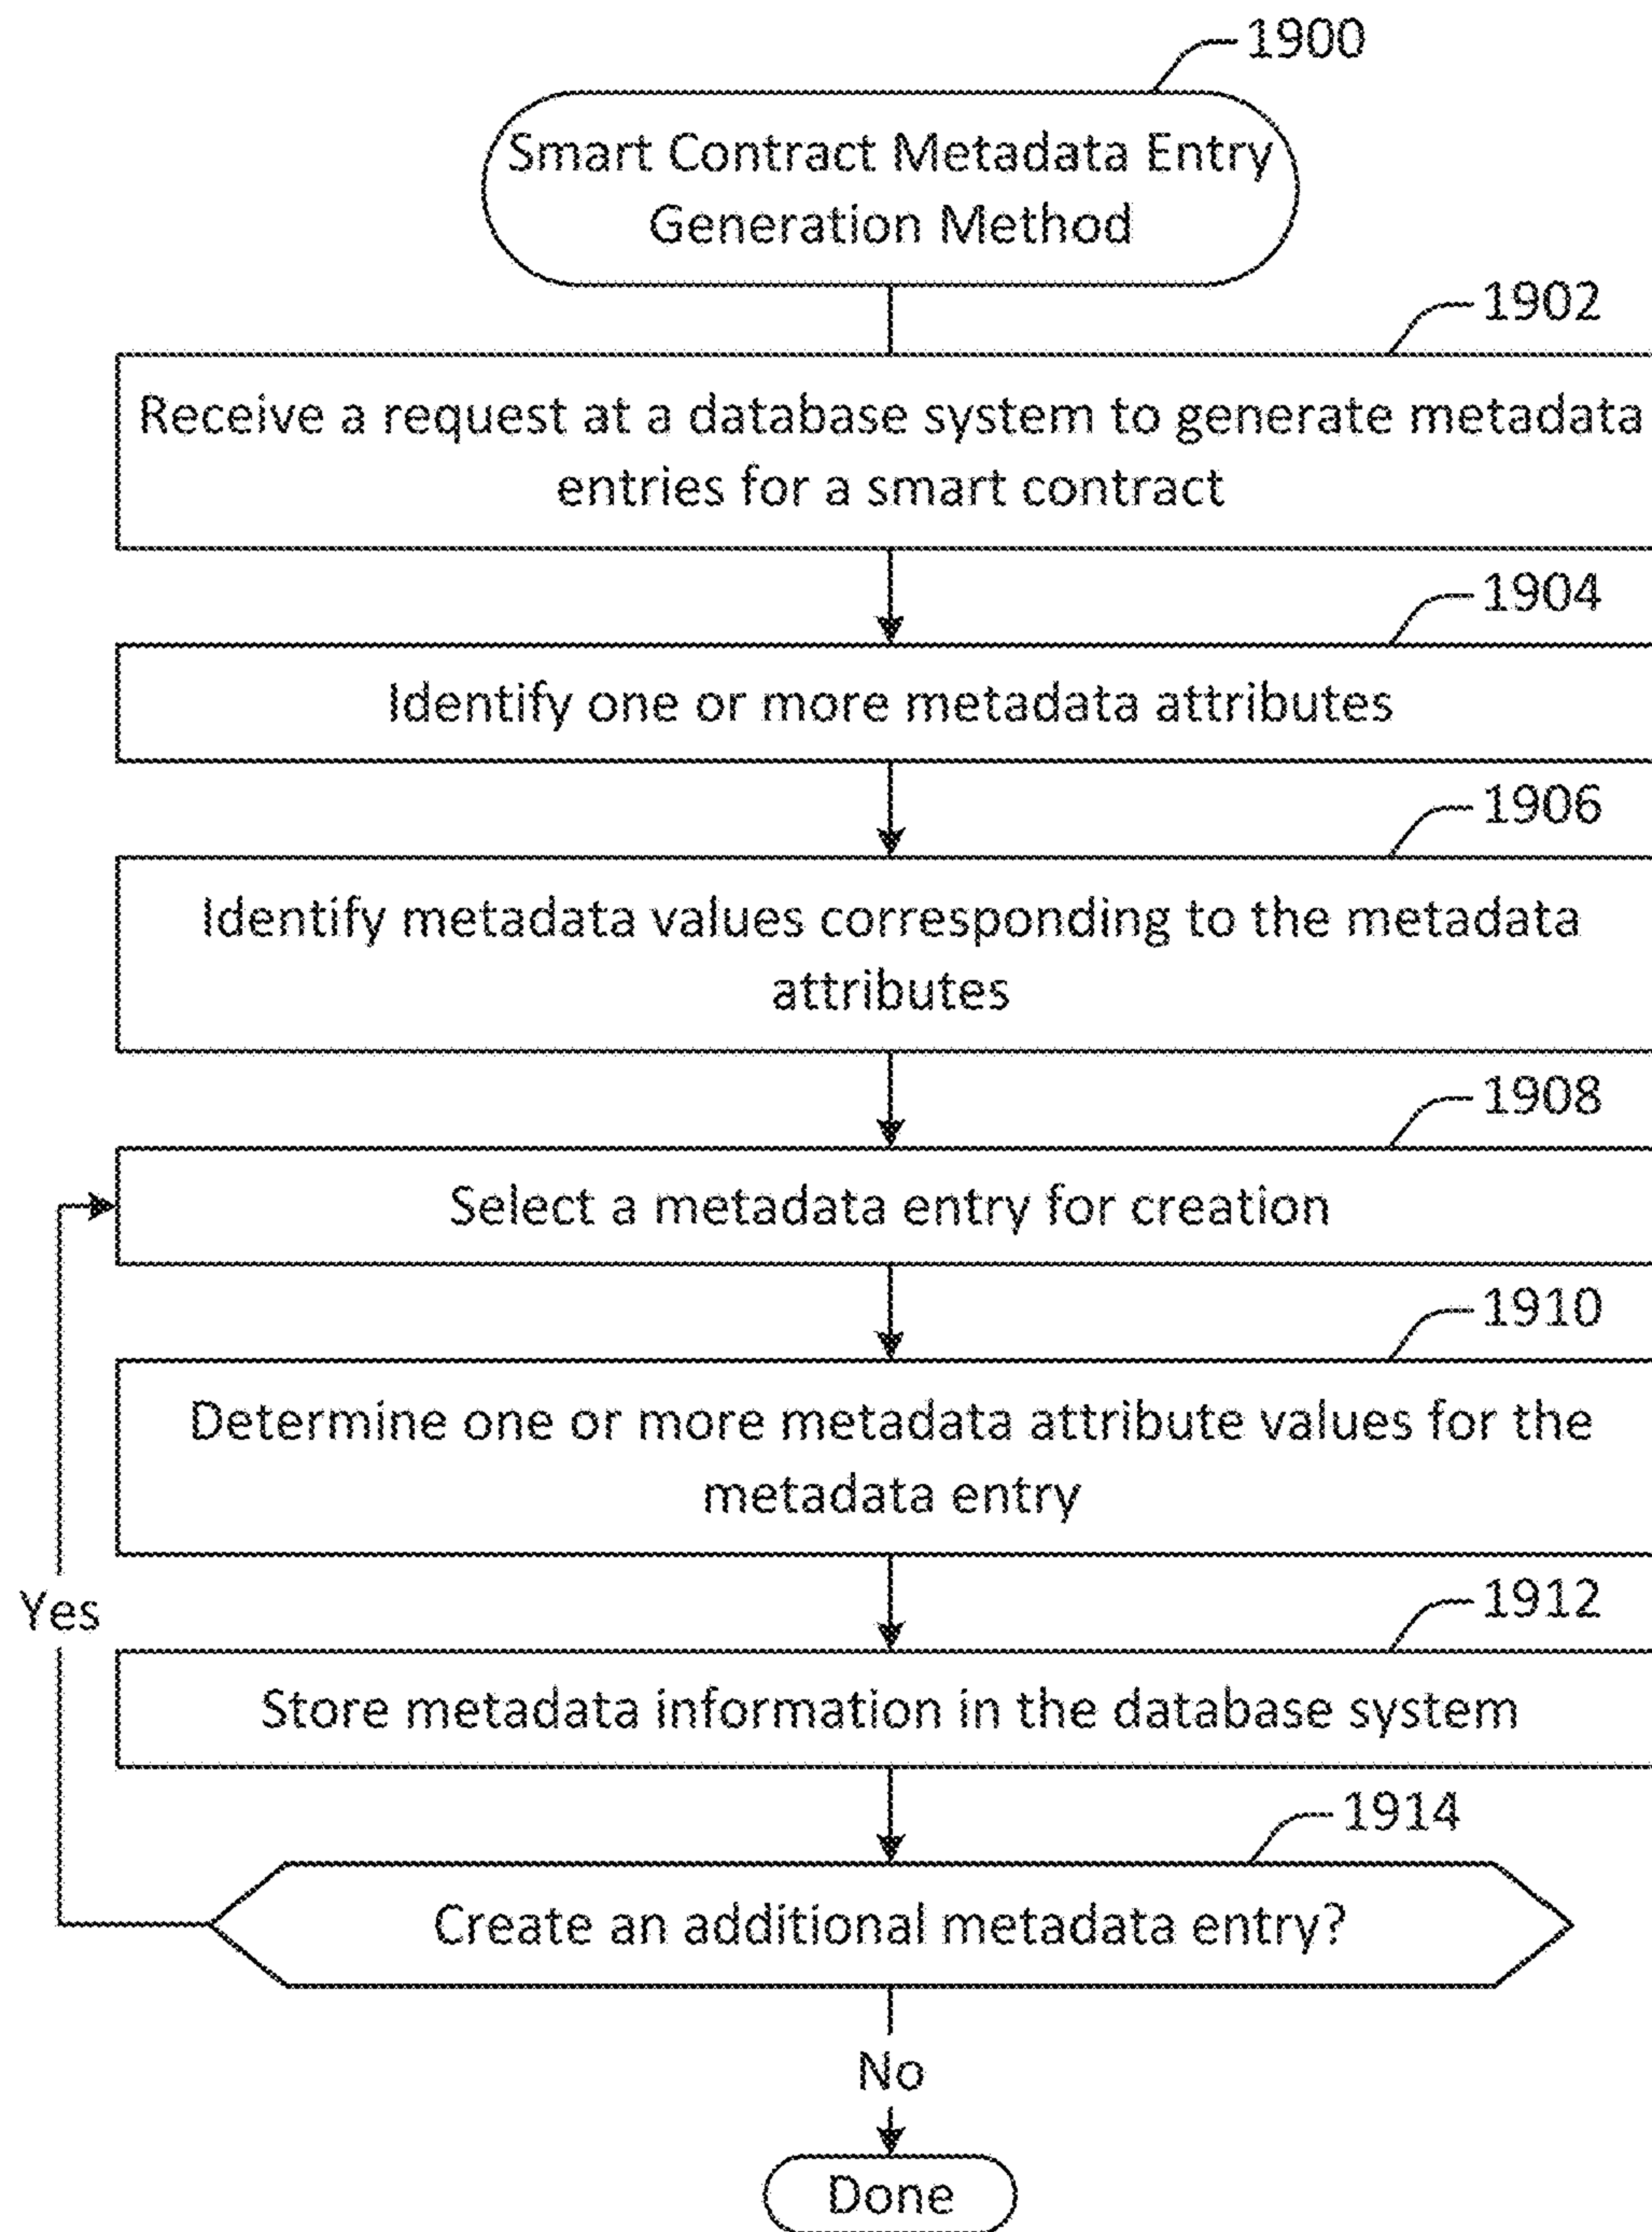 1900
Smart Contract Metadata Entry
Generation Method
1902
Receive a request at a database system to generate metadata
entries for a smart contract
1904
Identify one or more metadata attributes
1906
Identify metadata values corresponding to the metadata
attributes
1908
Select a metadata entry for creation
1910
Determine one or more metadata attribute values for the
metadata entry
Yes
1912
Store metadata information in the database system
1914
Create an additional metadata entry?
No
Done